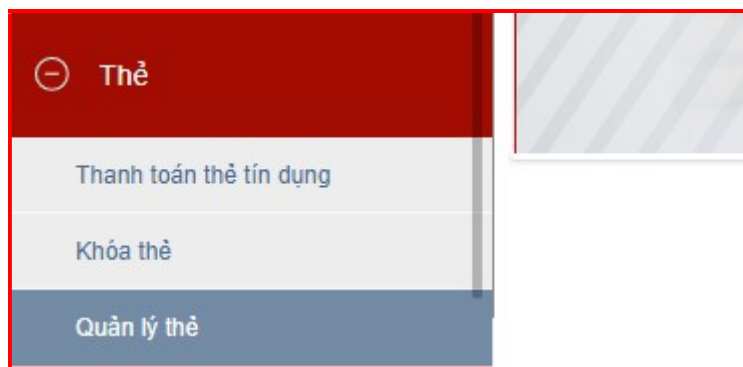 Thẻ
Thanh toán thẻ tín dụng
Khóa thẻ
Quản lý thẻ